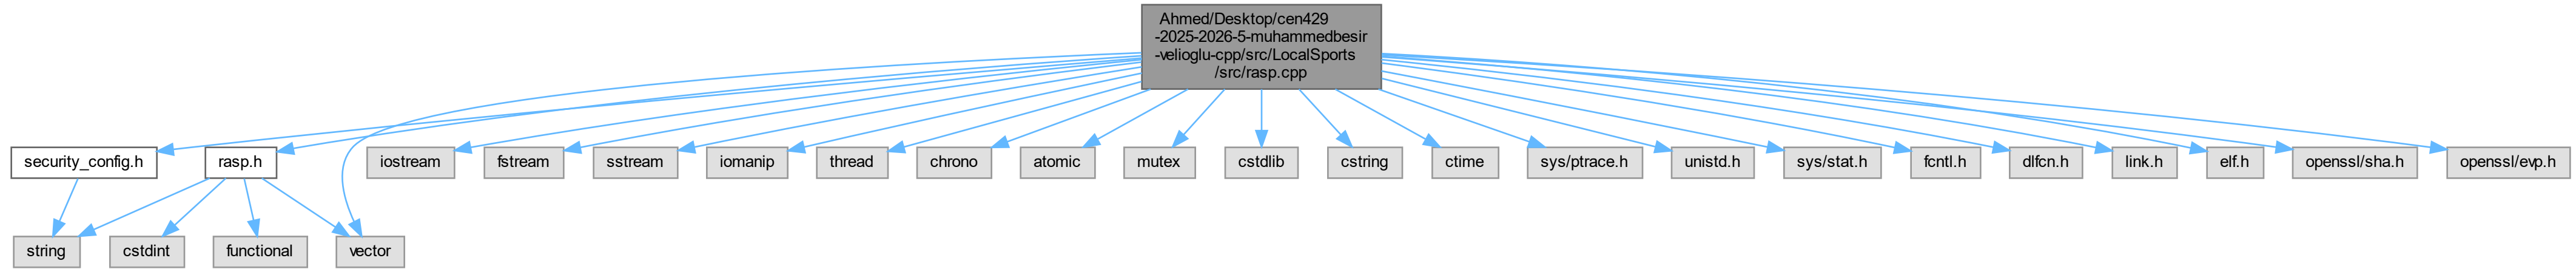 Ahmed/Desktop/cen429
-2025-2026-5-muhammedbesir
-velioglu-cpp/src/LocalSports
/src/rasp.cpp
security_config.h
rasp.h
iostream
fstream
sstream
iomanip
thread
chrono
atomic
mutex
cstdlib
cstring
ctime
sys/ptrace.h
unistd.h
sys/stat.h
fcntl.h
dlfcn.h
link.h
elf.h
openssl/sha.h
openssl/evp.h
string
cstdint
functional
vector